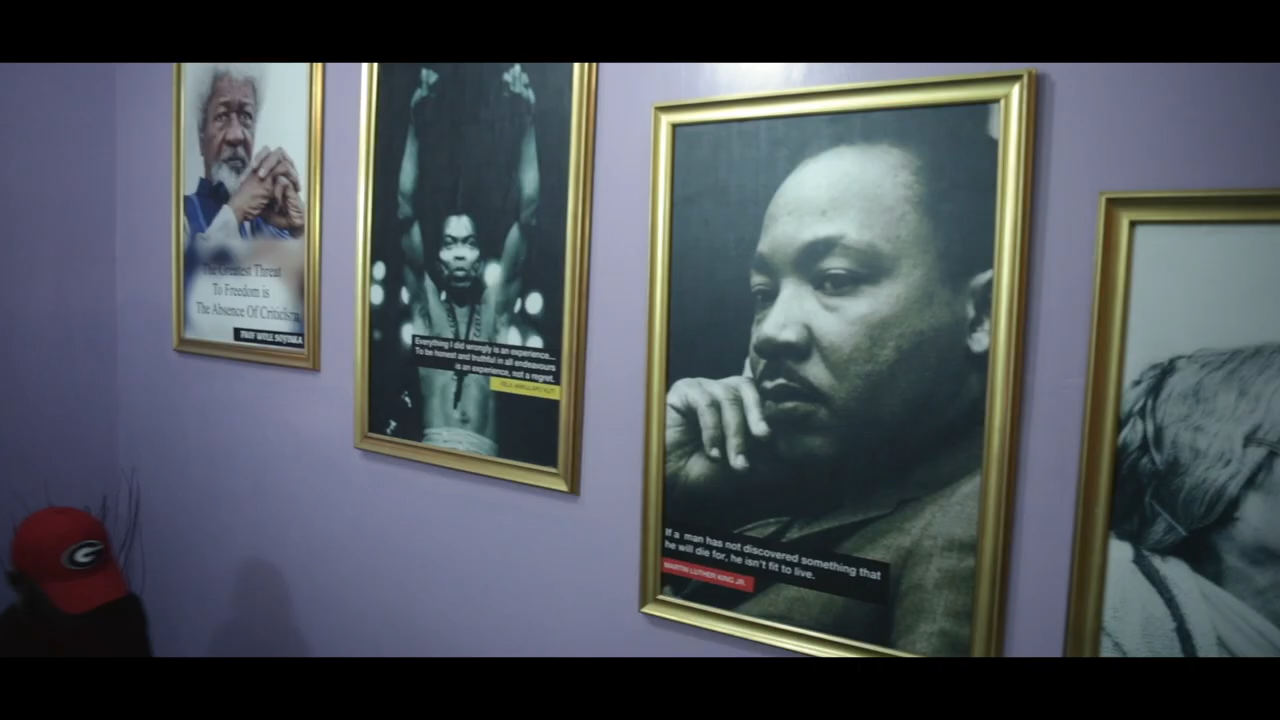 The Greatest Threat
To Freedom is
The Absence Of Criticism
PROF WOLE SOYINKA
Everything I did wrongly is an experience...
To be honest and truthful in all endeavours
is an experience, not a regret.
If a man has not discovered something that
he will die for, he isn't fit to live.
MARTIN LUTHER KING JR.
G